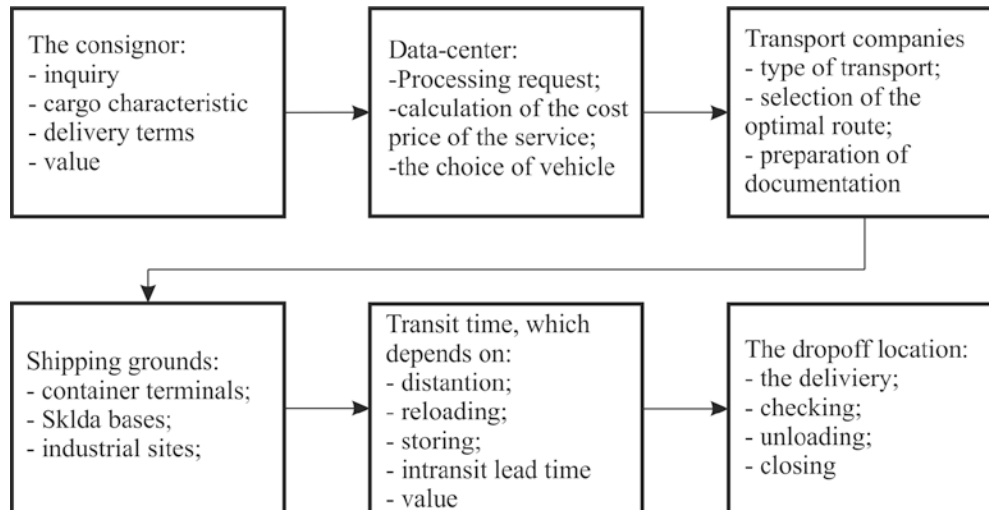 The consignor:
- inquiry
- cargo characteristic
- delivery terms
- value
Data-center:
-Processing request;
-calculation of the cost
price of the service;
-the choice of vehicle
Transport companies
- type of transport;
- selection of the
optimal route;
- preparation of
documentation
Shipping grounds:
- container terminals;
- Sklda bases;
- industrial sites;
Transit time, which
depends on:
- distantion;
- reloading;
- storing;
- intransit lead time
- value
The dropoff location:
- the deliviery;
- checking;
- unloading;
- closing